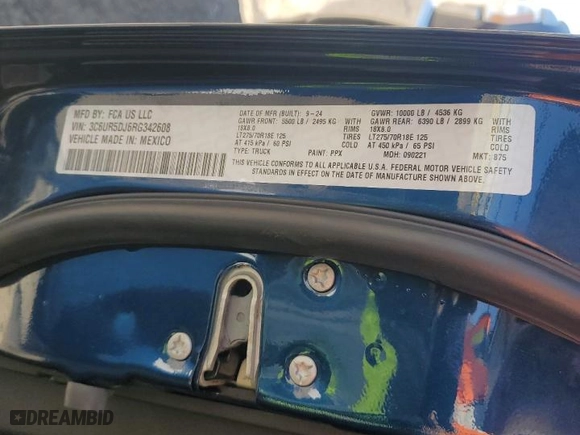 MFD BY: FCA US LLC
VIN: 3C6UR5DJ6RG342608
VEHICLE MADE IN: MEXICO
DATE OF MFR (BUILT): 9-24
GVWR: 10000 LB / 4536 KG
GAWR FRONT: 5500 LB / 2495 KG
GAWR REAR: 6390 LB / 2899 KG
18X8.0 RIMS
18X8.0 RIMS
LT275/70R18E 125 TIRES
LT275/70R18E 125 TIRES
AT 415 kPa / 60 PSI COLD
AT 450 kPa / 65 PSI COLD
TYPE: TRUCK
PAINT: PPX
MDH: 090221
MKT: 875
THIS VEHICLE CONFORMS TO ALL APPLICABLE U.S.A. FEDERAL MOTOR VEHICLE SAFETY
STANDARDS IN EFFECT ON THE DATE OF MANUFACTURE SHOWN ABOVE.
DREAMBID